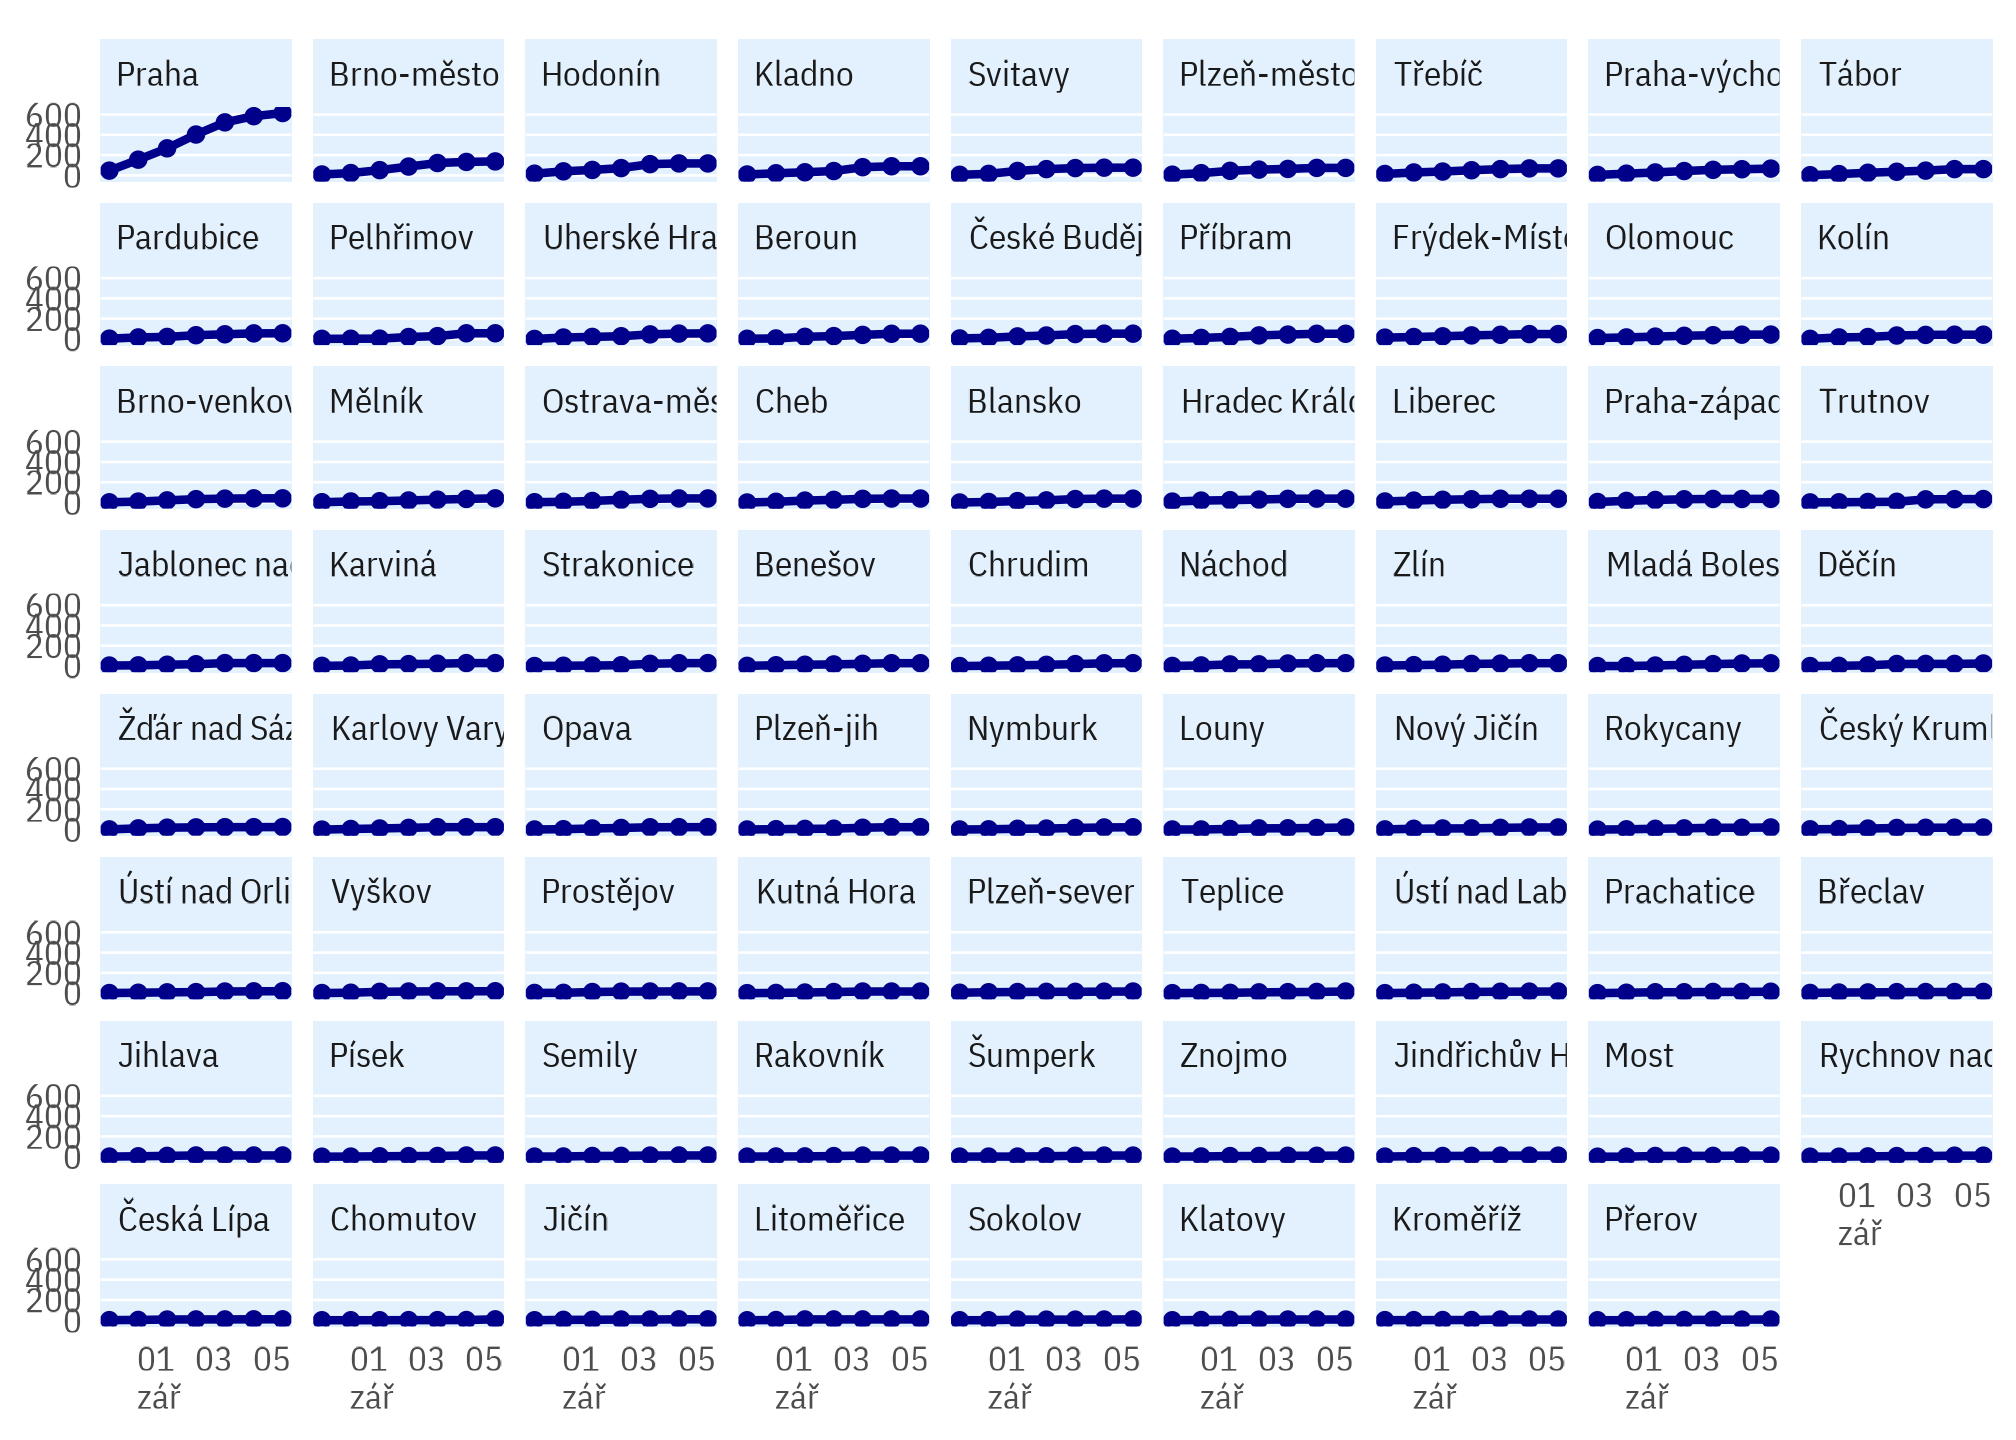 Praha Brno-město Hodonín Kladno Svitavy Plzeň-město Třebíč Praha-výcho Tábor
600
400
200
0
Pardubice Pelhřimov Uherské Hra Beroun České Buděj Příbram Frýdek-Míst Olomouc Kolín
600
400
200
0
Brno-venkov Mělník Ostrava-měs Cheb Blansko Hradec Králo Liberec Praha-západ Trutnov
600
400
200
0
Jablonec nad Karviná Strakonice Benešov Chrudim Náchod Zlín Mladá Boles Děčín
600
400
200
0
Žďár nad Sáz Karlovy Vary Opava Plzeň-jih Nymburk Louny Nový Jičín Rokycany Český Kruml
600
400
200
0
Ústí nad Orli Vyškov Prostějov Kutná Hora Plzeň-sever Teplice Ústí nad Lab Prachatice Břeclav
600
400
200
0
Jihlava Písek Semily Rakovník Šumperk Znojmo Jindřichův H Most Rychnov nad
600
400
200
0
01 03 05
zář
Česká Lípa Chomutov Jičín Litoměřice Sokolov Klatovy Kroměříž Přerov
600
400
200
0
01 03 05 01 03 05 01 03 05 01 03 05 01 03 05 01 03 05 01 03 05 01 03 05
zář zář zář zář zář zář zář zář